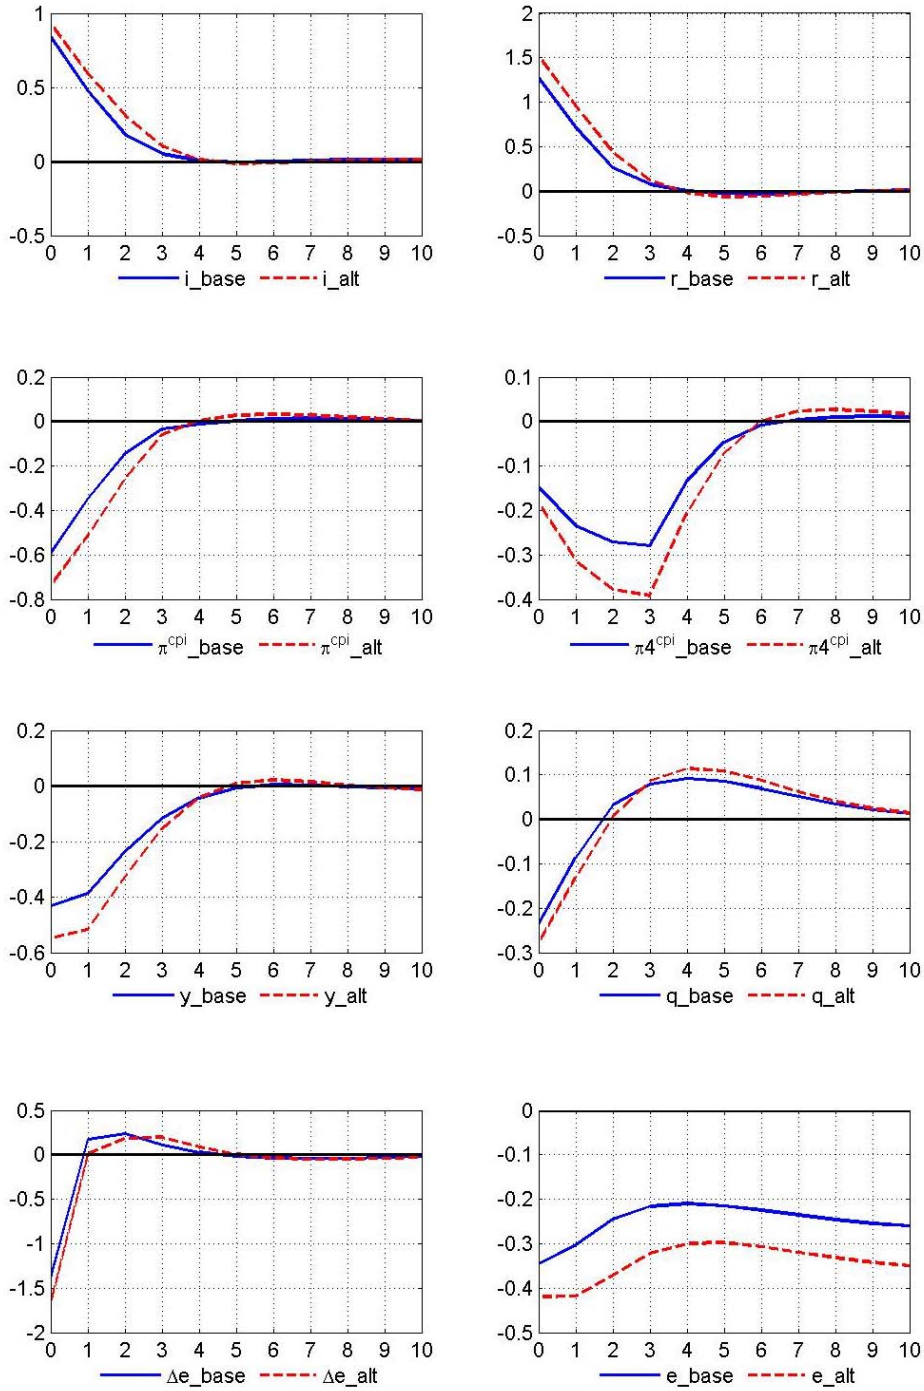 1
0.5
0
-0.5
0 1 2 3 4 5 6 7 8 9 10
i_base i_alt
2
1.5
1
0.5
0
-0.5
0 1 2 3 4 5 6 7 8 9 10
r_base r_alt
0.2
0
-0.2
-0.4
-0.6
-0.8
0 1 2 3 4 5 6 7 8 9 10
π^cpi_base π^cpi_alt
0.1
0
-0.1
-0.2
-0.3
-0.4
0 1 2 3 4 5 6 7 8 9 10
π4^cpi_base π4^cpi_alt
0.2
0
-0.2
-0.4
-0.6
0 1 2 3 4 5 6 7 8 9 10
y_base y_alt
0.2
0.1
0
-0.1
-0.2
-0.3
0 1 2 3 4 5 6 7 8 9 10
q_base q_alt
0.5
0
-0.5
-1
-1.5
-2
0 1 2 3 4 5 6 7 8 9 10
Δe_base Δe_alt
0
-0.1
-0.2
-0.3
-0.4
-0.5
0 1 2 3 4 5 6 7 8 9 10
e_base e_alt